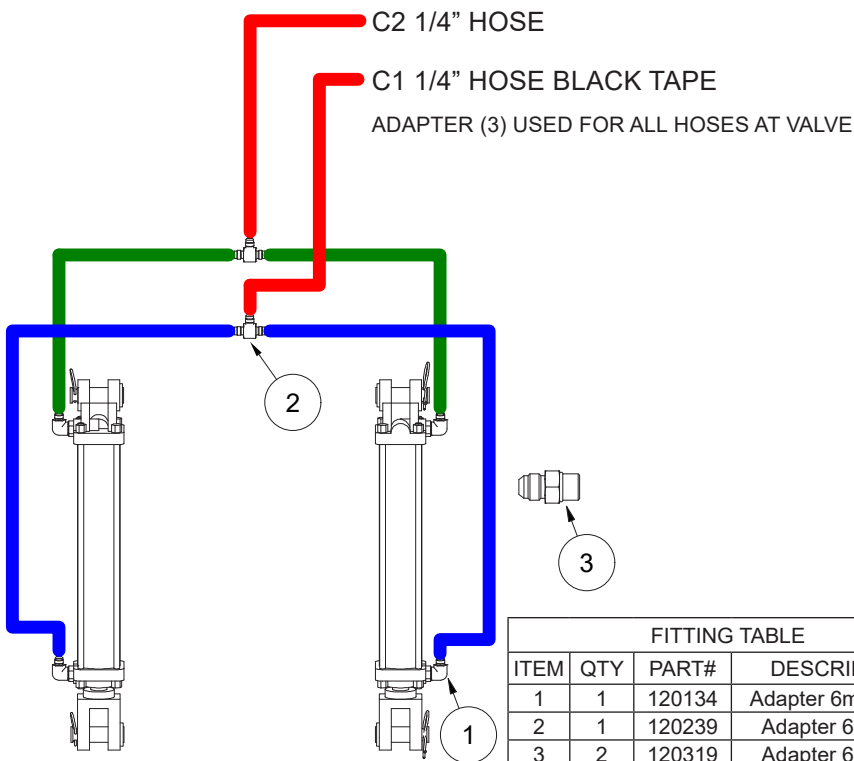 C2 1/4” HOSE
C1 1/4” HOSE BLACK TAPE
ADAPTER (3) USED FOR ALL HOSES AT VALVE
2
3
1
FITTING TABLE
ITEM QTY PART# DESCRI
1 1 120134 Adapter 6m
2 1 120239 Adapter 6
3 2 120319 Adapter 6